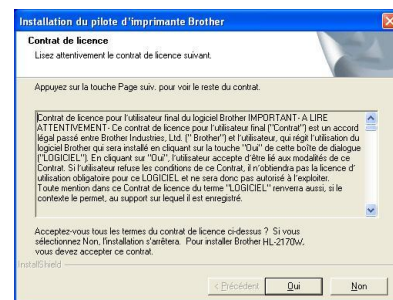 Installation du pilote d'imprimante Brother
Contrat de licence
Lisez attentivement le contrat de licence suivant.
Appuyez sur la touche Page suiv. pour voir le reste du contrat.
Contrat de licence pour l'utilisateur final du logiciel Brother IMPORTANT- A LIRE
ATTENTIVEMENT- Ce contrat de licence pour l'utilisateur final ("Contrat") est un accord
légal passé entre Brother Industries, Ltd. (" Brother") et l'utilisateur, qui régit l'utilisation du
logiciel Brother qui sera installé en cliquant sur la touche "Oui" de cette boîte de dialogue
("LOGICIEL"). En cliquant sur "Oui", l'utilisateur accepte d'être lié aux modalités de ce
Contrat. Si l'utilisateur refuse les conditions de ce Contrat, il n'obtiendra pas la licence d'
utilisation obligatoire pour ce LOGICIEL et ne sera donc pas autorisé à l'exploiter.
Toute mention dans ce Contrat de licence du terme "LOGICIEL" renverra aussi, si le
contexte le permet, au support sur lequel il est enregistré.
Acceptez-vous tous les termes du contrat de licence ci-dessus ? Si vous
sélectionnez Non, l'installation s'arrêtera. Pour installer Brother HL-2170W,
vous devez accepter ce contrat.
InstallShield
< Précédent Oui Non